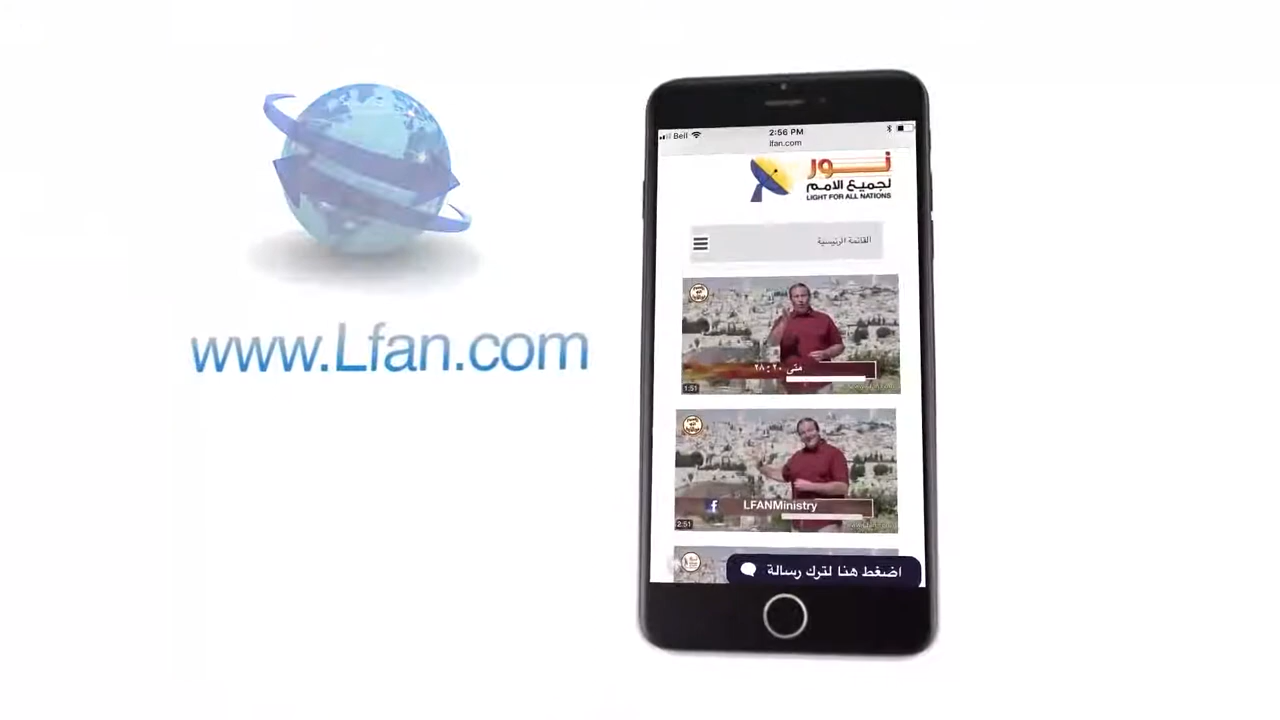 www.Lfan.com
Bell
2:56 PM
lfan.com
نور
لجميع الامم
LIGHT FOR ALL NATIONS
القائمة الرئيسية
متى ٢٠ : ٢٨
1:51
LFANMinistry
2:51
اضغط هنا لترك رسالة